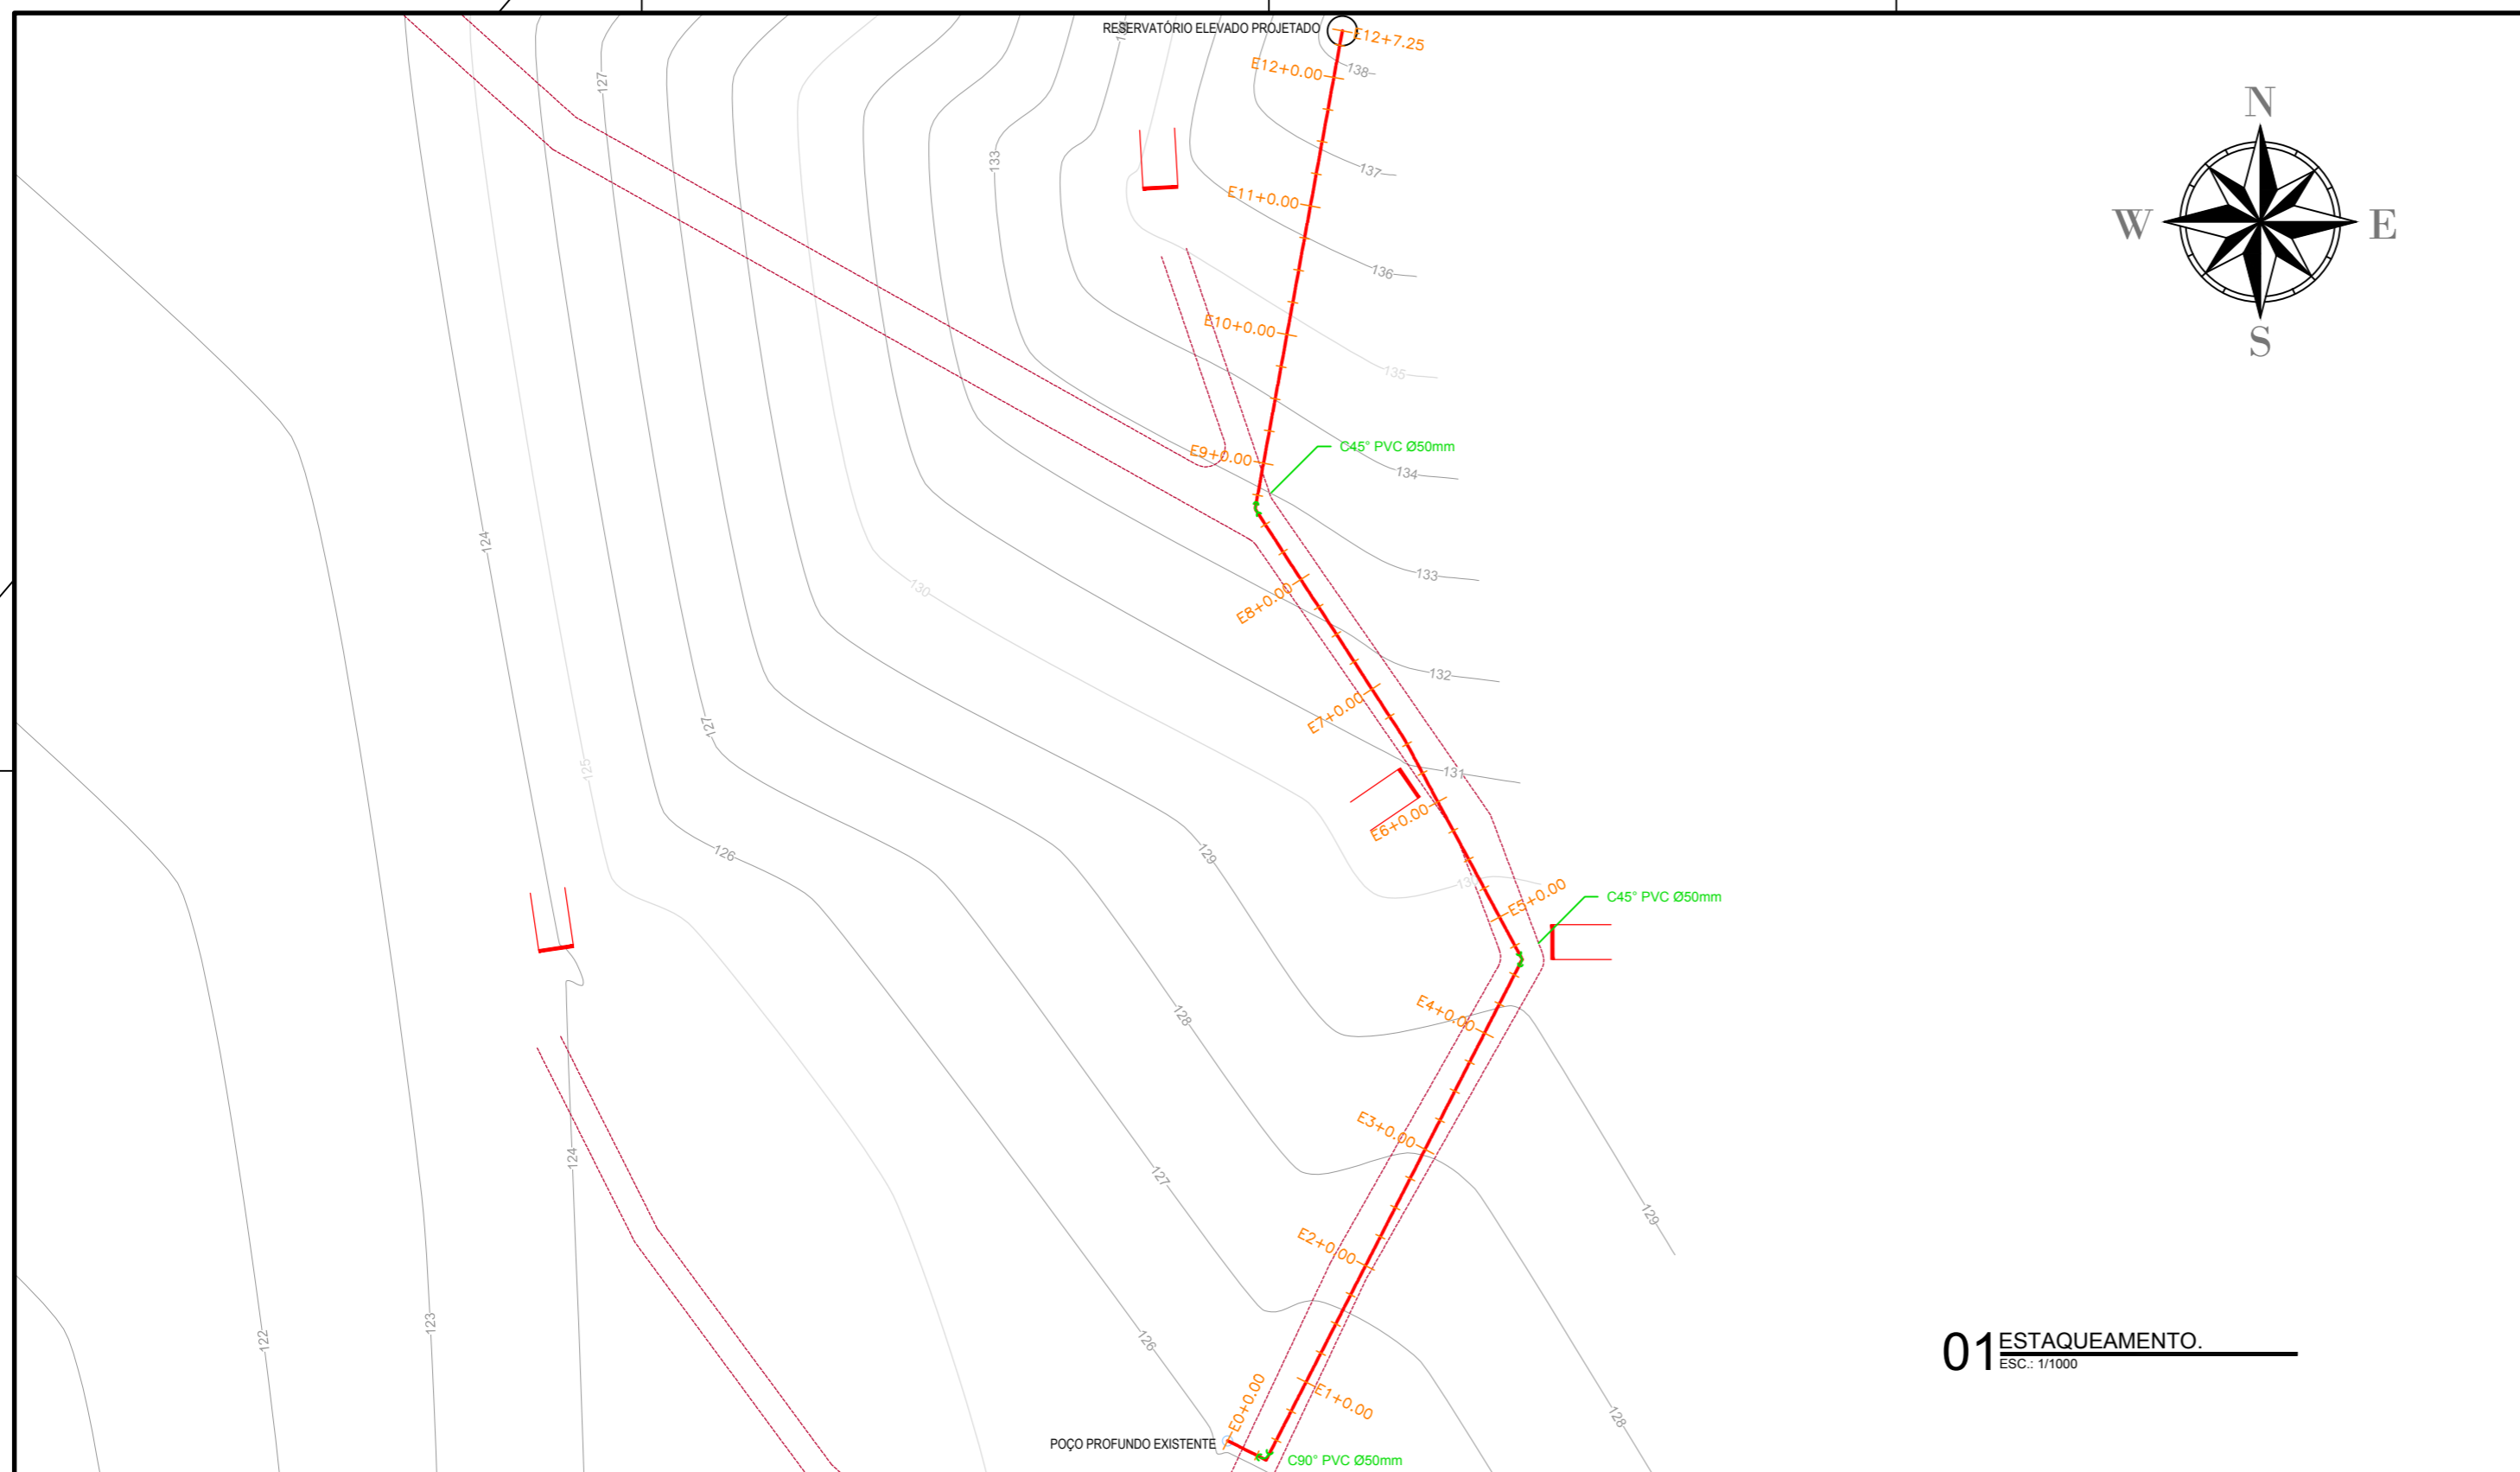 RESERVATÓRIO ELEVADO PROJETADO
E12+7.25
E12+0.00
138
127
N
W
E
S
133
137
E11+0.00
136
E10+0.00
135
C45° PVC Ø50mm
E9+0.00
134
124
133
130
E8+0.00
132
E7+0.00
127
125
131
E6+0.00
126
129
E5+0.00
C45° PVC Ø50mm
128
E4+0.00
E3+0.00
124
127
129
E2+0.00
123
122
126
01 ESTAQUEAMENTO.
ESC.: 1/1000
E0+0.00
E1+0.00
128
POÇO PROFUNDO EXISTENTE
C90° PVC Ø50mm